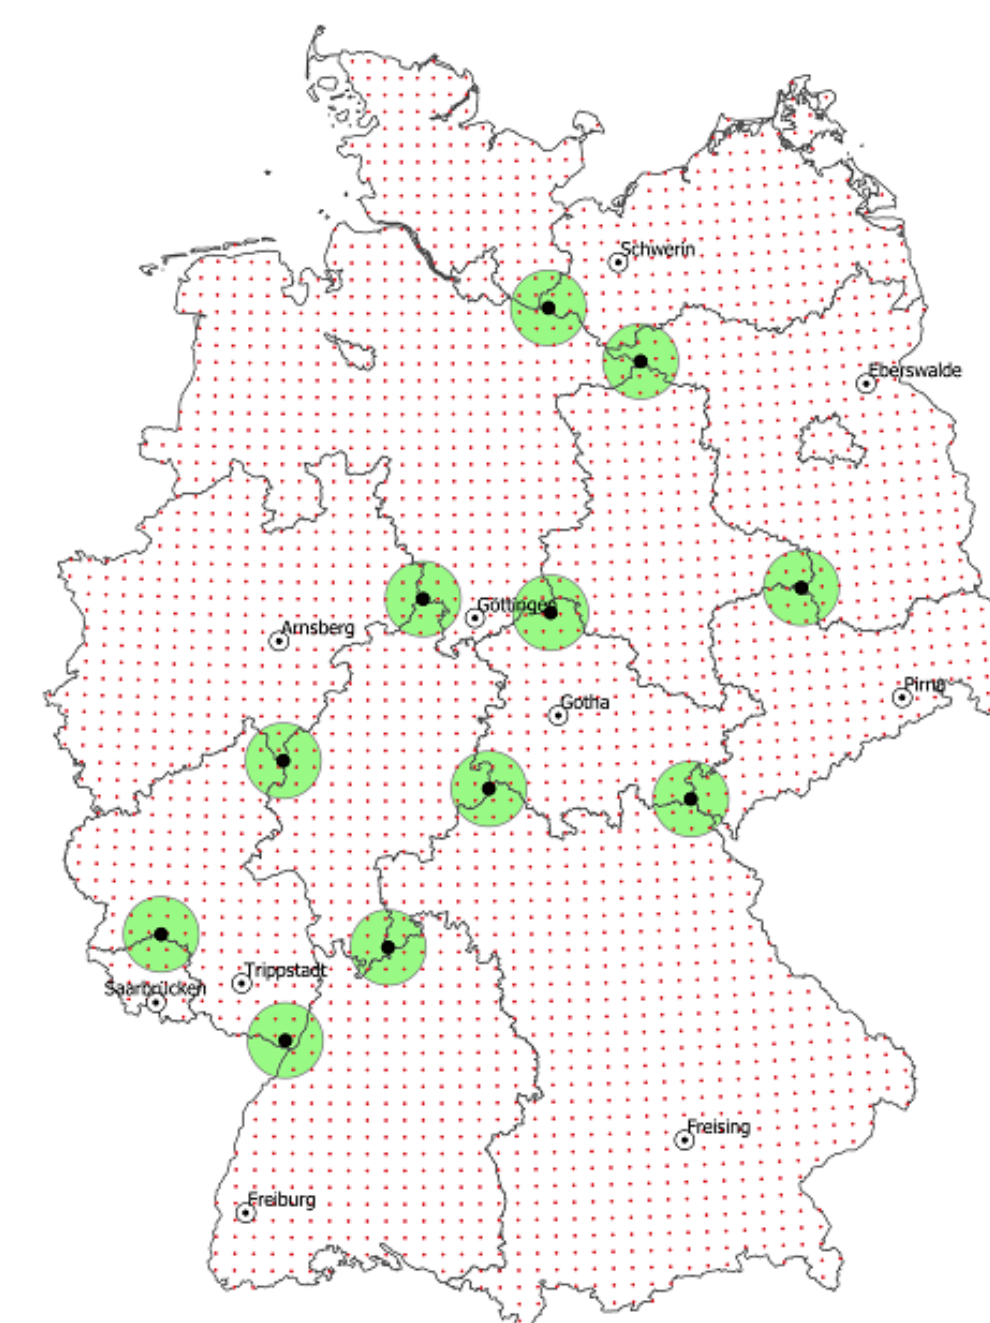 Schwerin
Eberswalde
Göttingen
Arnsberg
Pirna
Gotha
Trippstadt
Saarbrücken
Freising
Freiburg